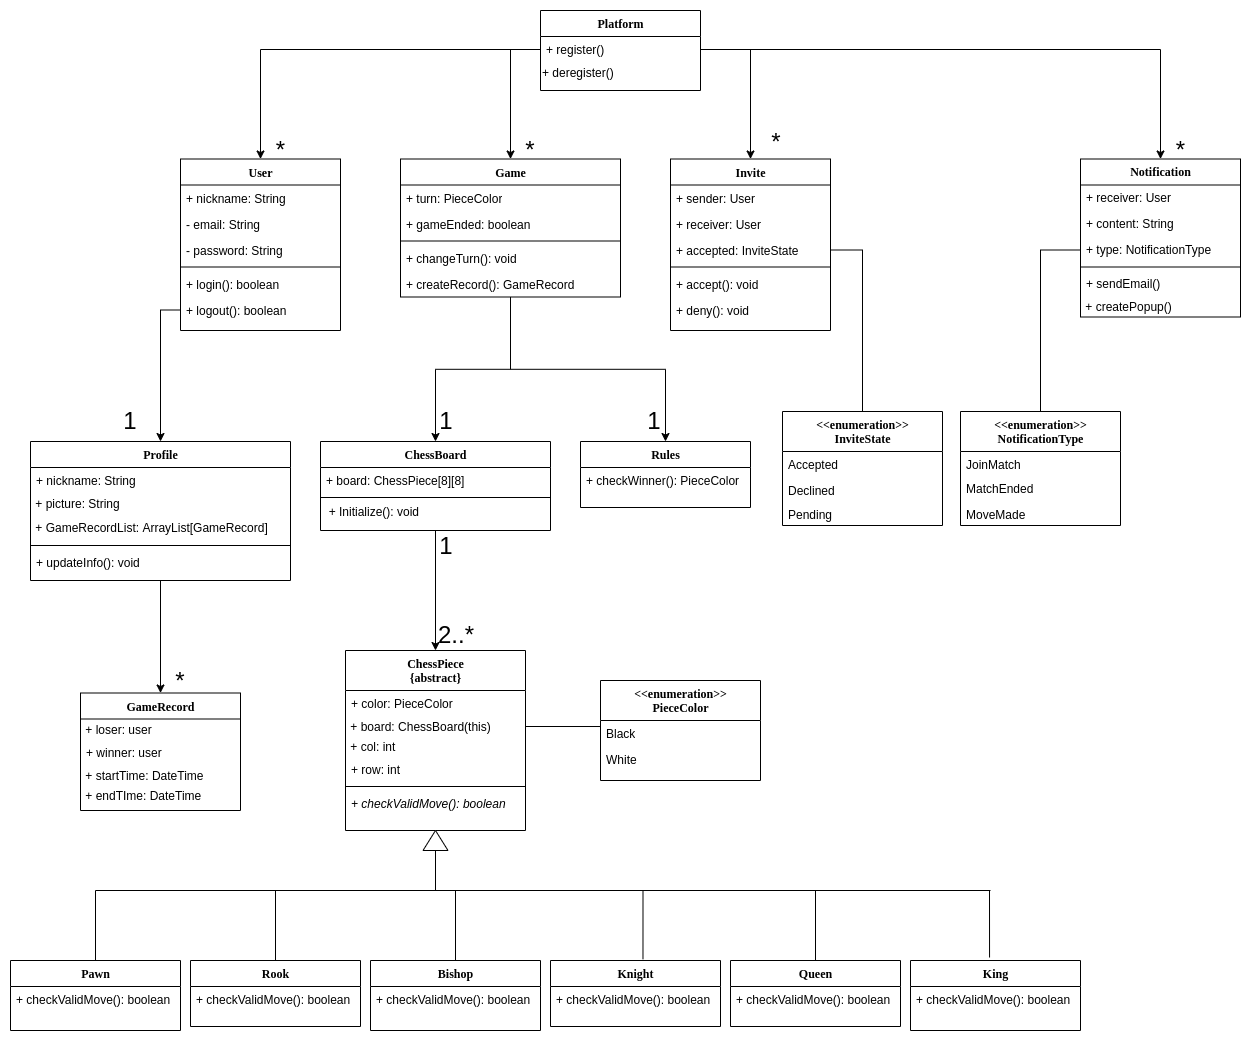 Platform
+ register()
+ deregister()
*
*
*
*
User
+ nickname: String
- email: String
- password: String
+ login(): boolean
+ logout(): boolean
Game
+ turn: PieceColor
+ gameEnded: boolean
+ changeTurn(): void
+ createRecord(): GameRecord
Invite
+ sender: User
+ receiver: User
+ accepted: InviteState
+ accept(): void
+ deny(): void
Notification
+ receiver: User
+ content: String
+ type: NotificationType
+ sendEmail()
+ createPopup()
1
1
1
Profile
+ nickname: String
+ picture: String
+ GameRecordList: ArrayList[GameRecord]
+ updateInfo(): void
ChessBoard
+ board: ChessPiece[8][8]
+ Initialize(): void
Rules
+ checkWinner(): PieceColor
<<enumeration>>
InviteState
Accepted
Declined
Pending
<<enumeration>>
NotificationType
JoinMatch
MatchEnded
MoveMade
1
2..*
*
GameRecord
+ loser: user
+ winner: user
+ startTime: DateTime
+ endTIme: DateTime
ChessPiece
{abstract}
+ color: PieceColor
+ board: ChessBoard(this)
+ col: int
+ row: int
+ checkValidMove(): boolean
<<enumeration>>
PieceColor
Black
White
Pawn
+ checkValidMove(): boolean
Rook
+ checkValidMove(): boolean
Bishop
+ checkValidMove(): boolean
Knight
+ checkValidMove(): boolean
Queen
+ checkValidMove(): boolean
King
+ checkValidMove(): boolean